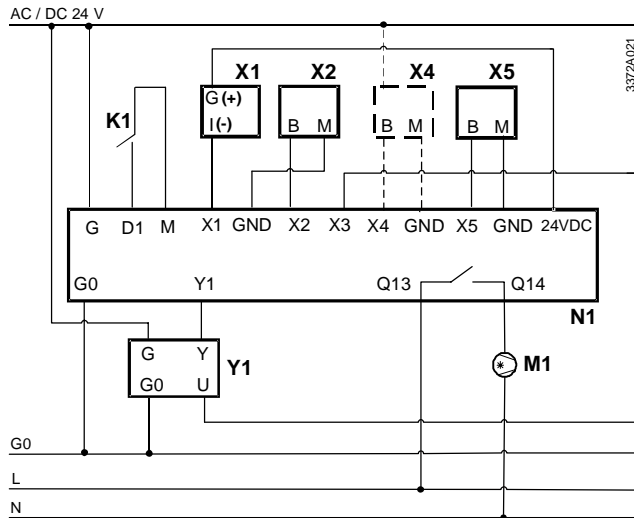 AC / DC 24 V
3372A021
X1 X2 X4 X5
G (+)
K1
I (-) B M B M B M
G D1 M X1 GND X2 X3 X4 GND X5 GND 24VDC
G0 Y1 Q13 Q14
N1
G Y
Y1 M1
G0 U
G0
L
N